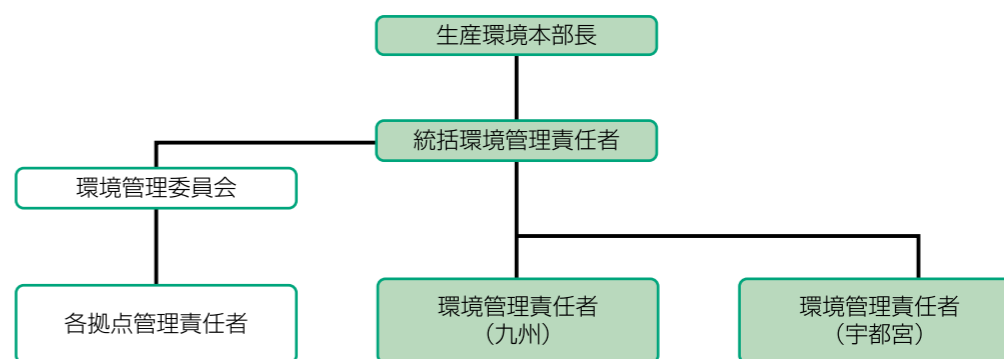 生産環境本部長
統括環境管理責任者
環境管理委員会
各拠点管理責任者
環境管理責任者
（九州）
環境管理責任者
（宇都宮）